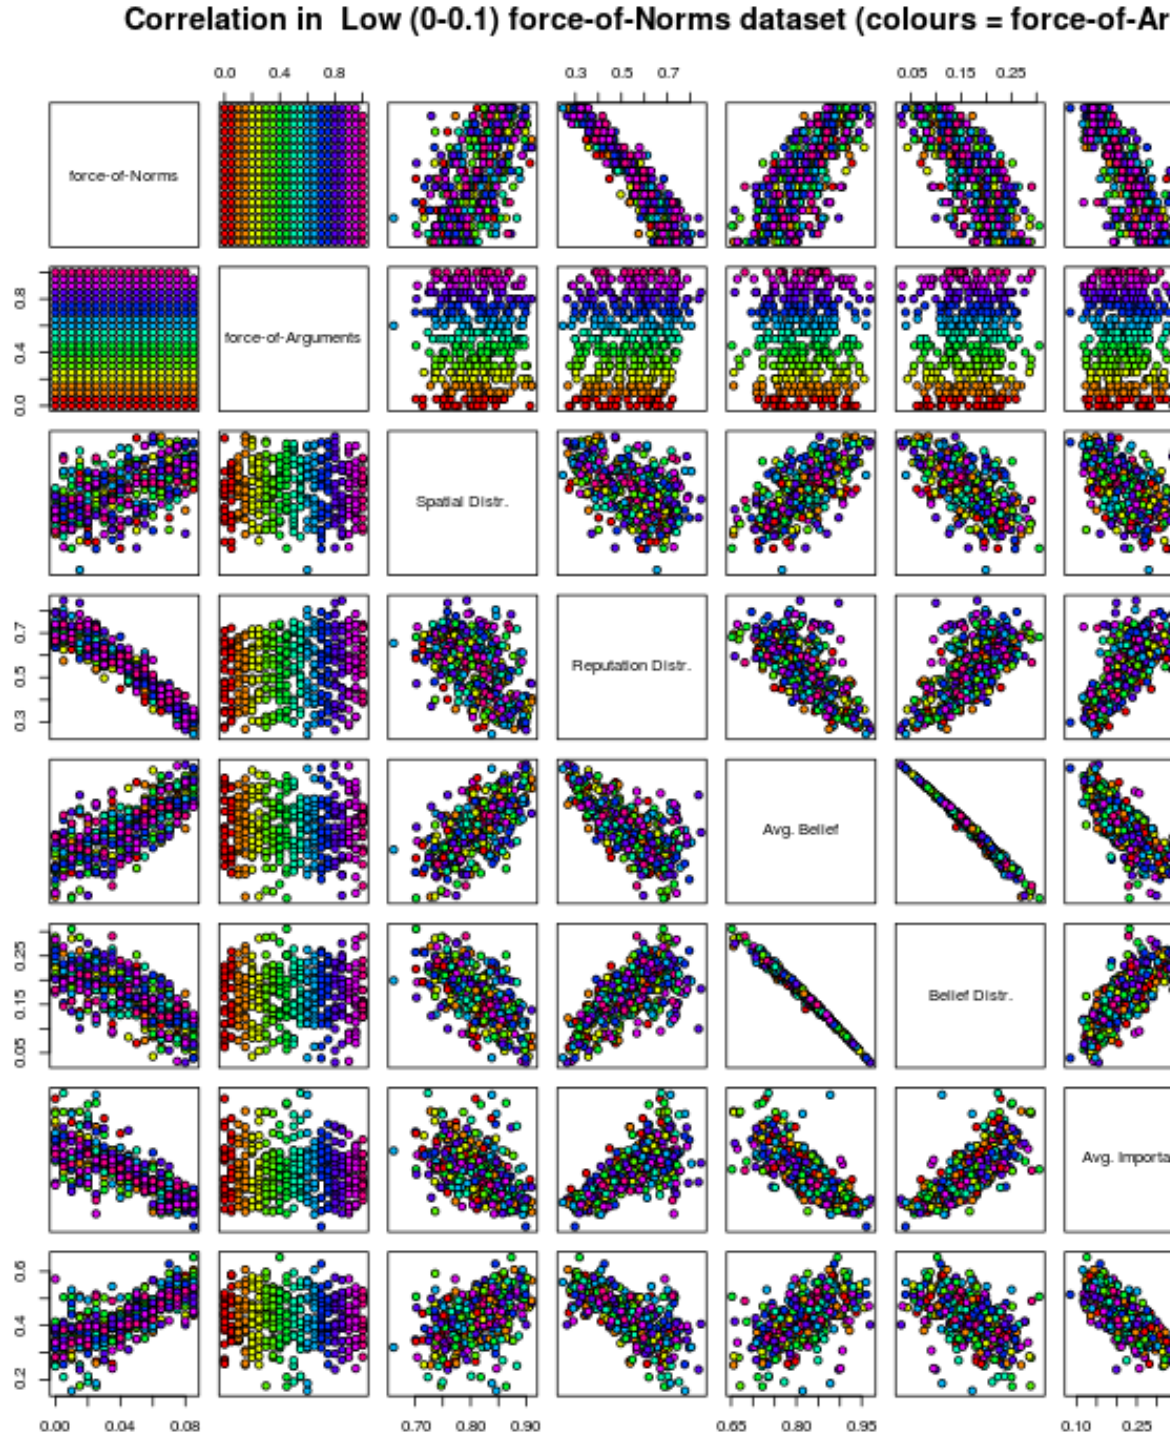 Correlation in Low (0-0.1) force-of-Norms dataset (colours = force-of-Ar
0.0 0.4 0.8 0.3 0.5 0.7 0.05 0.15 0.25
force-of-Norms
0.0 0.4 0.8
force-of-Arguments
Spatial Distr.
0.3 0.5 0.7
Reputation Distr.
Avg. Belief
0.05 0.15 0.25
Belief Distr.
Avg. Importa
0.2 0.4 0.6
0.00 0.04 0.08 0.70 0.80 0.90 0.65 0.80 0.95 0.10 0.25